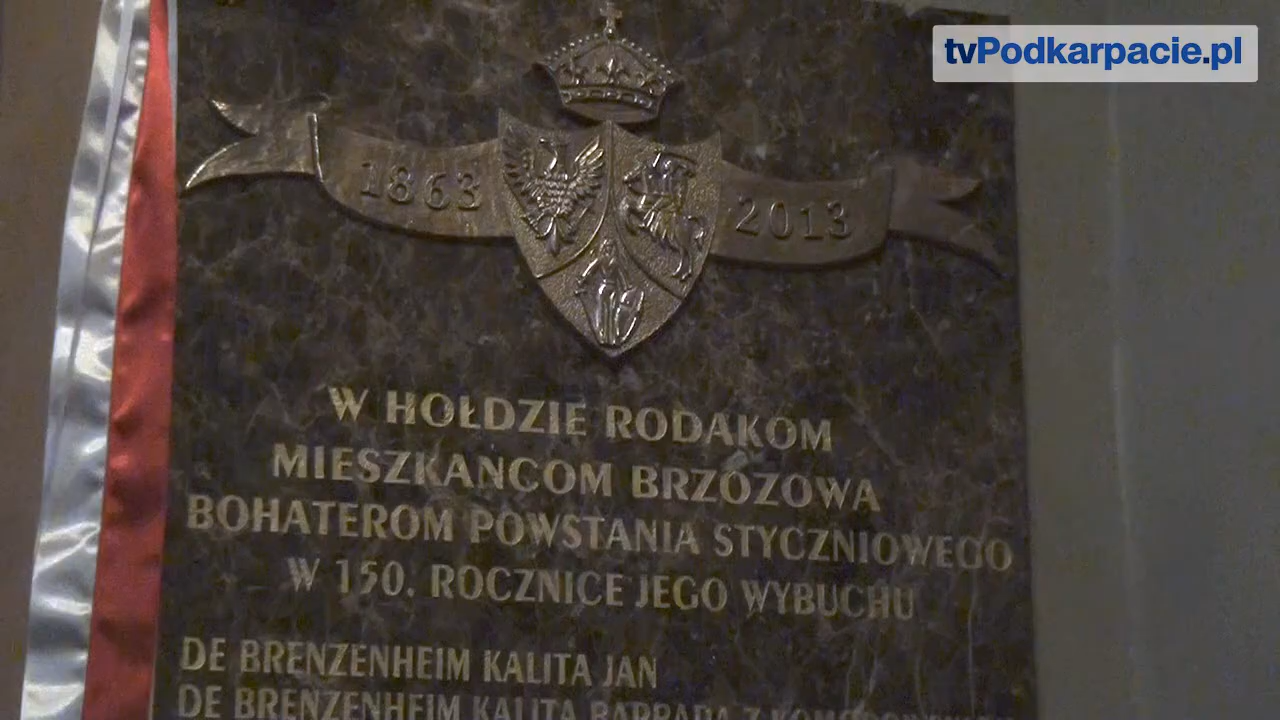 tvPodkarpacie.pl
1863 2013
W HOŁDZIE RODAKOM
MIESZKAŃCOM BRZOZOWA
BOHATEROM POWSTANIA STYCZNIOWEGO
W 150. ROCZNICĘ JEGO WYBUCHU
DE BRENZENHEIM KALITA JAN
DE BRENZENHEIM KALITA BARBARA Z